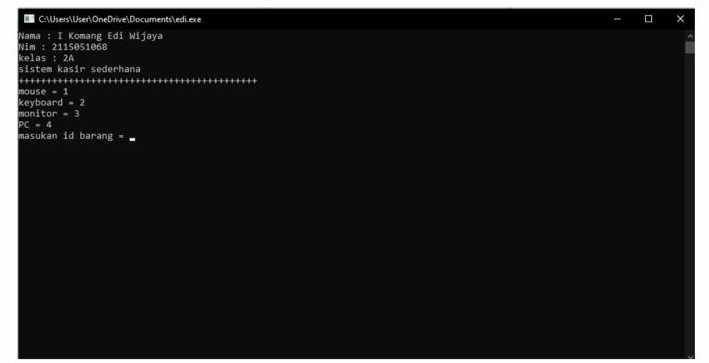 C:\Users\User\OneDrive\Documents\edi.exe
Nama : I Komang Edi Wijaya
Nim : 2115051068
kelas : 2A
sistem kasir sederhana
+++++++++++++++++++++++++++++++++++++++++++
mouse = 1
keyboard = 2
monitor = 3
PC = 4
masukan id barang =